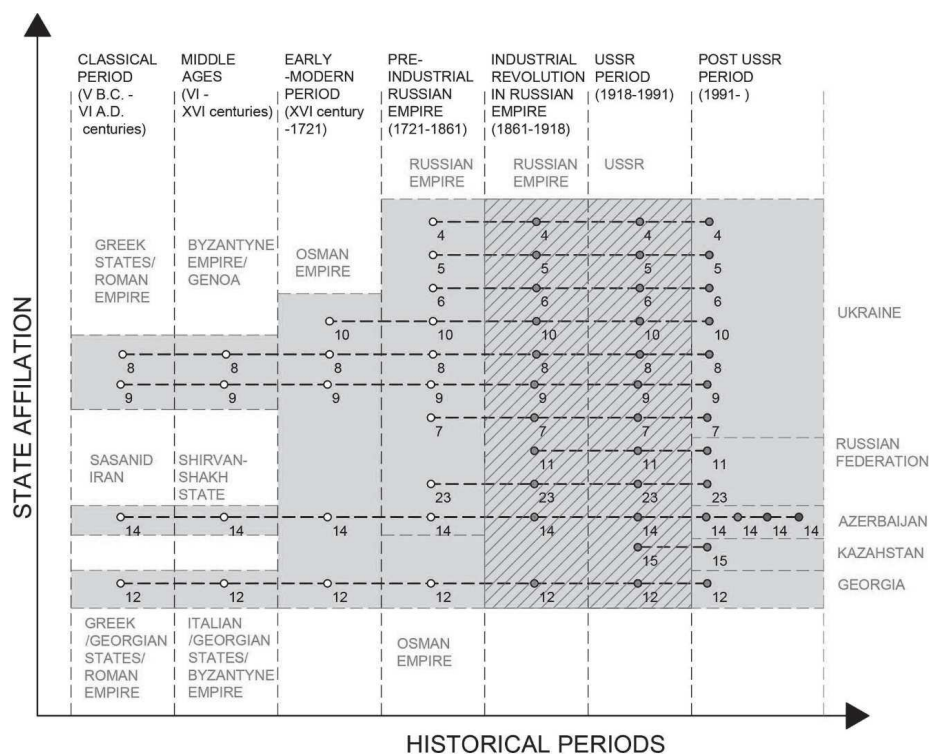 CLASSICAL
PERIOD
(V B.C. -
VI A.D.
centuries)
MIDDLE
AGES
(VI -
XVI centuries)
EARLY
-MODERN
PERIOD
(XVI century
-1721)
PRE-
INDUSTRIAL
RUSSIAN
EMPIRE
(1721-1861)
INDUSTRIAL
REVOLUTION
IN RUSSIAN
EMPIRE
(1861-1918)
USSR
PERIOD
(1918-1991)
POST USSR
PERIOD
(1991- )
RUSSIAN
EMPIRE
RUSSIAN
EMPIRE
USSR
GREEK
STATES/
ROMAN
EMPIRE
BYZANTYNE
EMPIRE/
GENOA
OSMAN
EMPIRE
4 4 4 4
5 5 5 5
6 6 6 6
10 10 10 10 10
UKRAINE
8 8 8 8 8 8 8
9 9 9 9 9 9 9
7 7 7 7
SASANID
IRAN
SHIRVAN-
SHAKH
STATE
11 11 11
RUSSIAN
FEDERATION
23 23 23 23
14 14 14 14 14 14 14 14 14 14
AZERBAIJAN
15 15
KAZAHSTAN
12 12 12 12 12 12 12
GEORGIA
GREEK
/GEORGIAN
STATES/
ROMAN
EMPIRE
ITALIAN
/GEORGIAN
STATES/
BYZANTYNE
EMPIRE
OSMAN
EMPIRE
STATE AFFILATION
HISTORICAL PERIODS